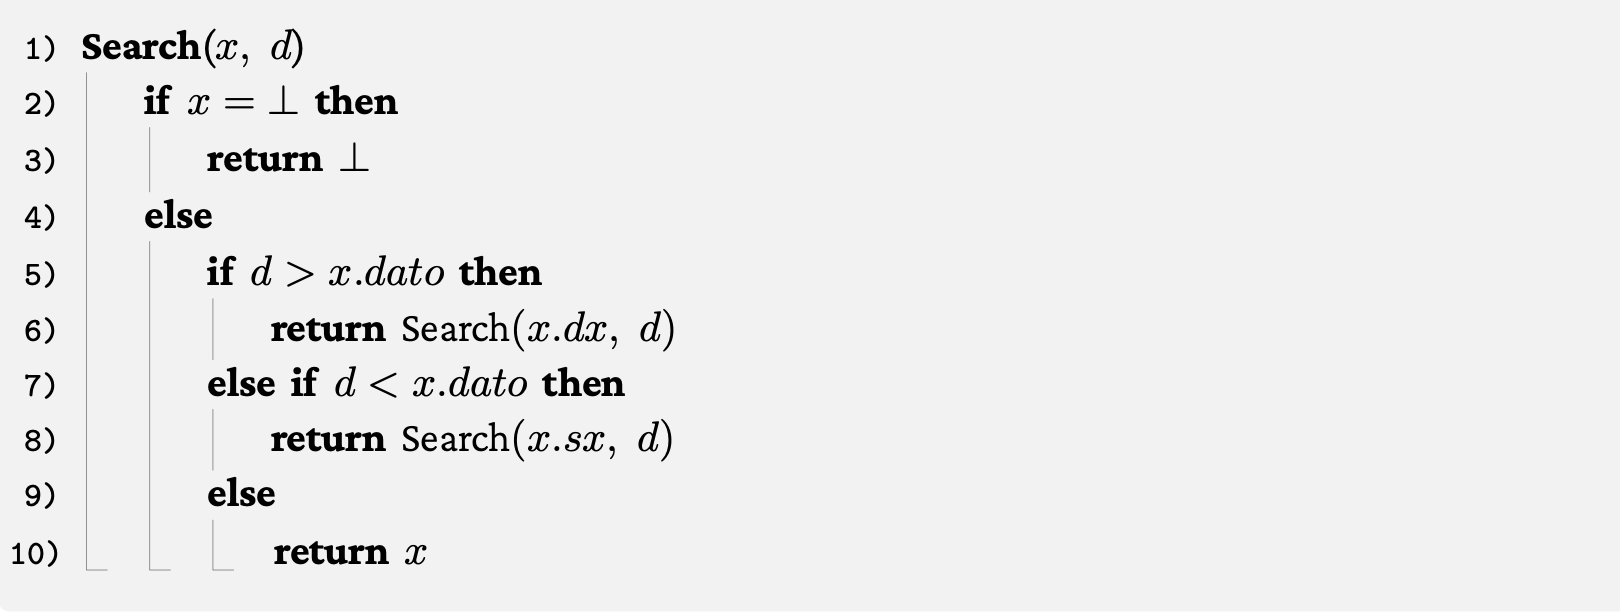 1) Search(x, d)
2) if x = ⊥ then
3) return ⊥
4) else
5) if d > x.dato then
6) return Search(x.dx, d)
7) else if d < x.dato then
8) return Search(x.sx, d)
9) else
10) return x